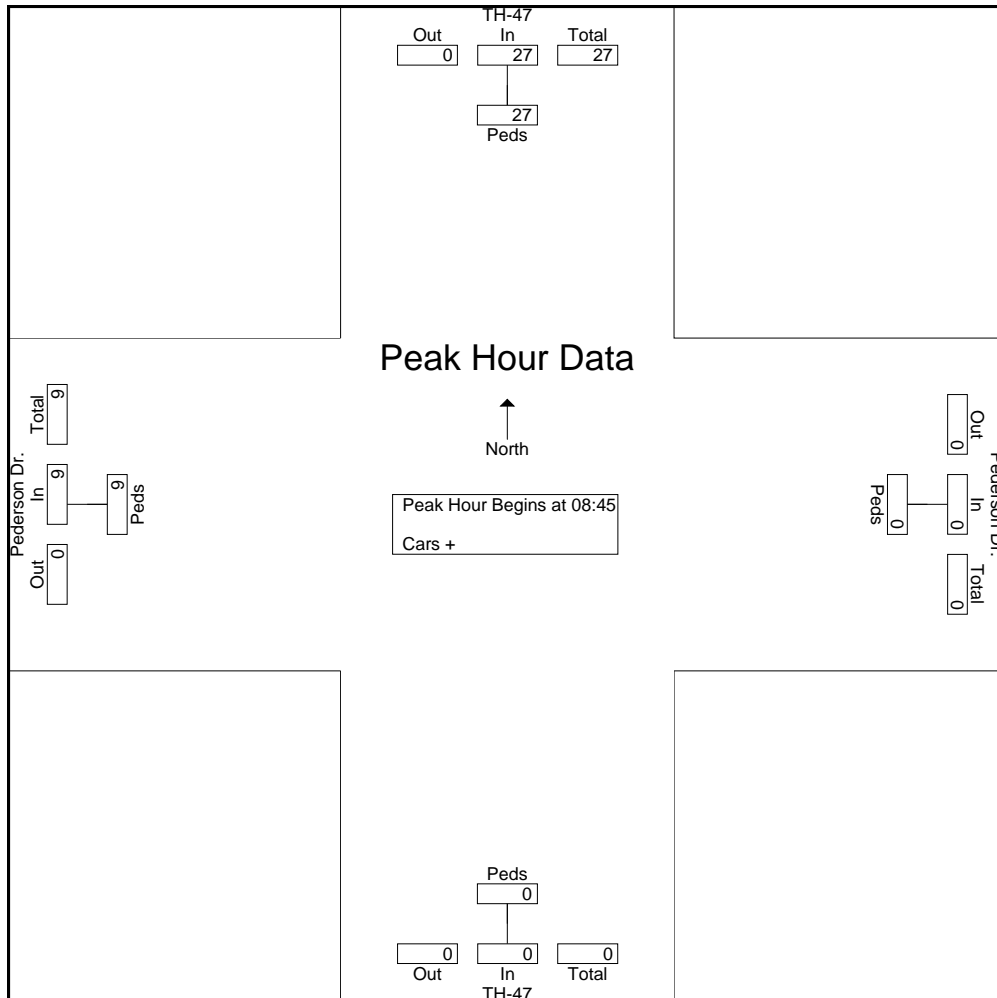 TH-47
Out In Total
0 27 27
27
Peds
Peak Hour Data
North
Peak Hour Begins at 08:45
Cars +
Pederson Dr.
Out In Total
0 9 9
9
Peds
Pederson Dr.
Out In Total
0 0 0
0
Peds
Peds
0
0 0 0
Out In Total
TH-47